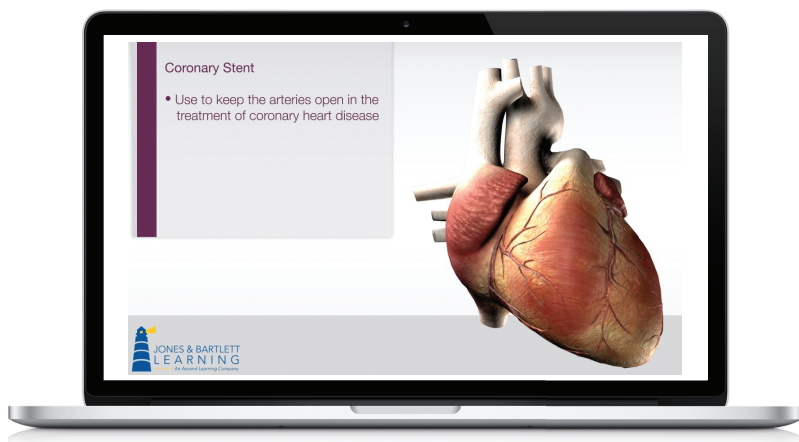 Coronary Stent
• Use to keep the arteries open in the
treatment of coronary heart disease
JONES & BARTLETT
LEARNING
An Ascend Learning Company